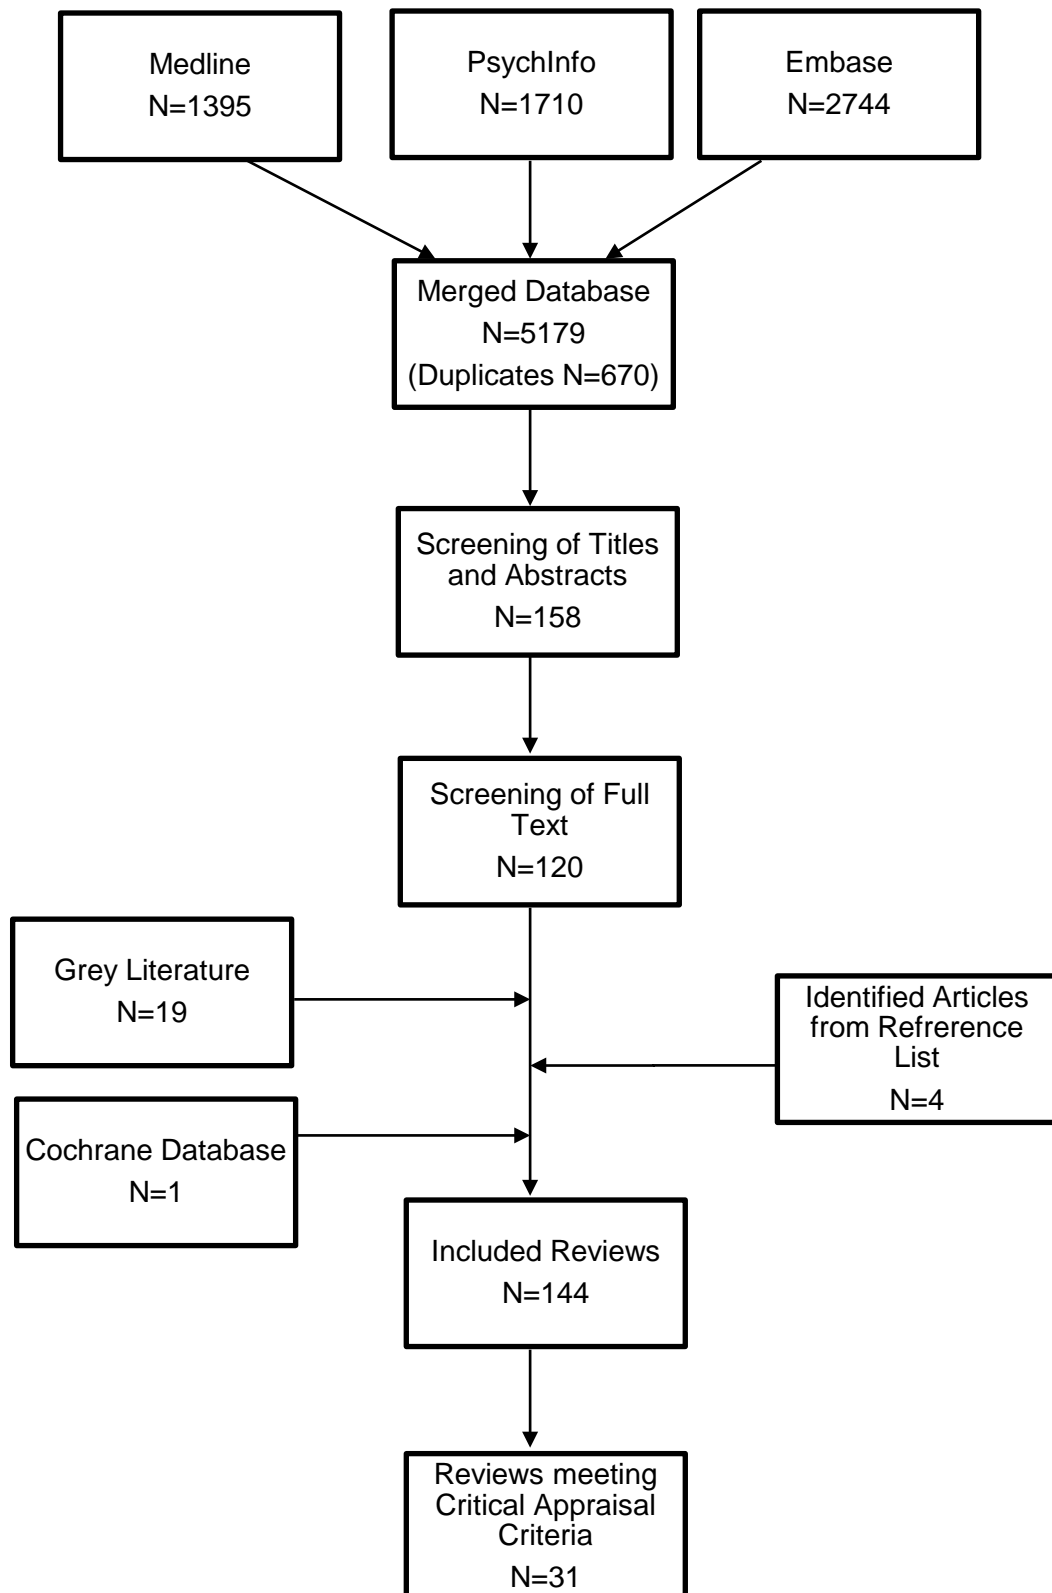 Medline
N=1395
PsychInfo
N=1710
Embase
N=2744
Merged Database
N=5179
(Duplicates N=670)
Screening of Titles
and Abstracts
N=158
Screening of Full
Text
N=120
Grey Literature
N=19
Identified Articles
from Refrerence
List
N=4
Cochrane Database
N=1
Included Reviews
N=144
Reviews meeting
Critical Appraisal
Criteria
N=31